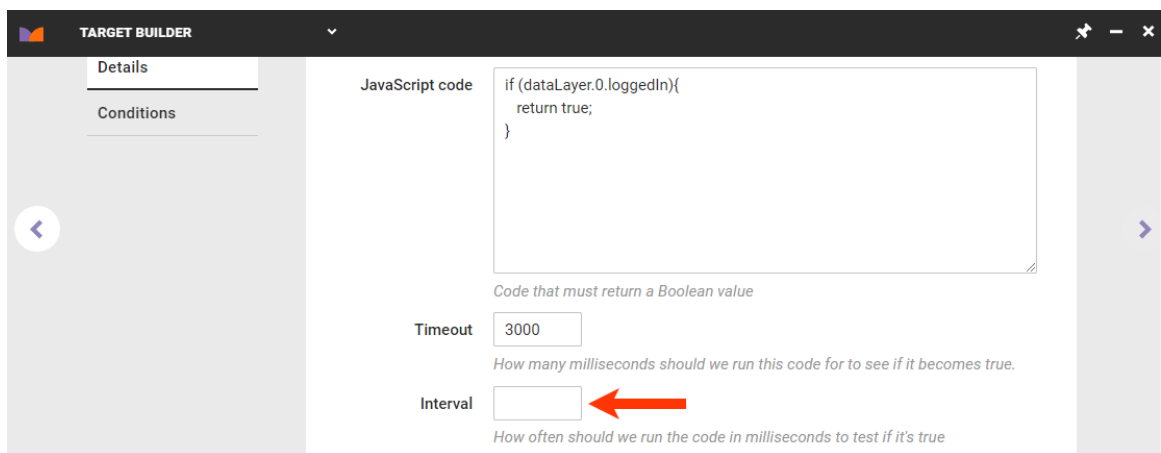 TARGET BUILDER
Details
Conditions
JavaScript code
if (dataLayer.0.loggedIn){
return true;
}
Code that must return a Boolean value
Timeout
3000
How many milliseconds should we run this code for to see if it becomes true.
Interval
How often should we run the code in milliseconds to test if it's true